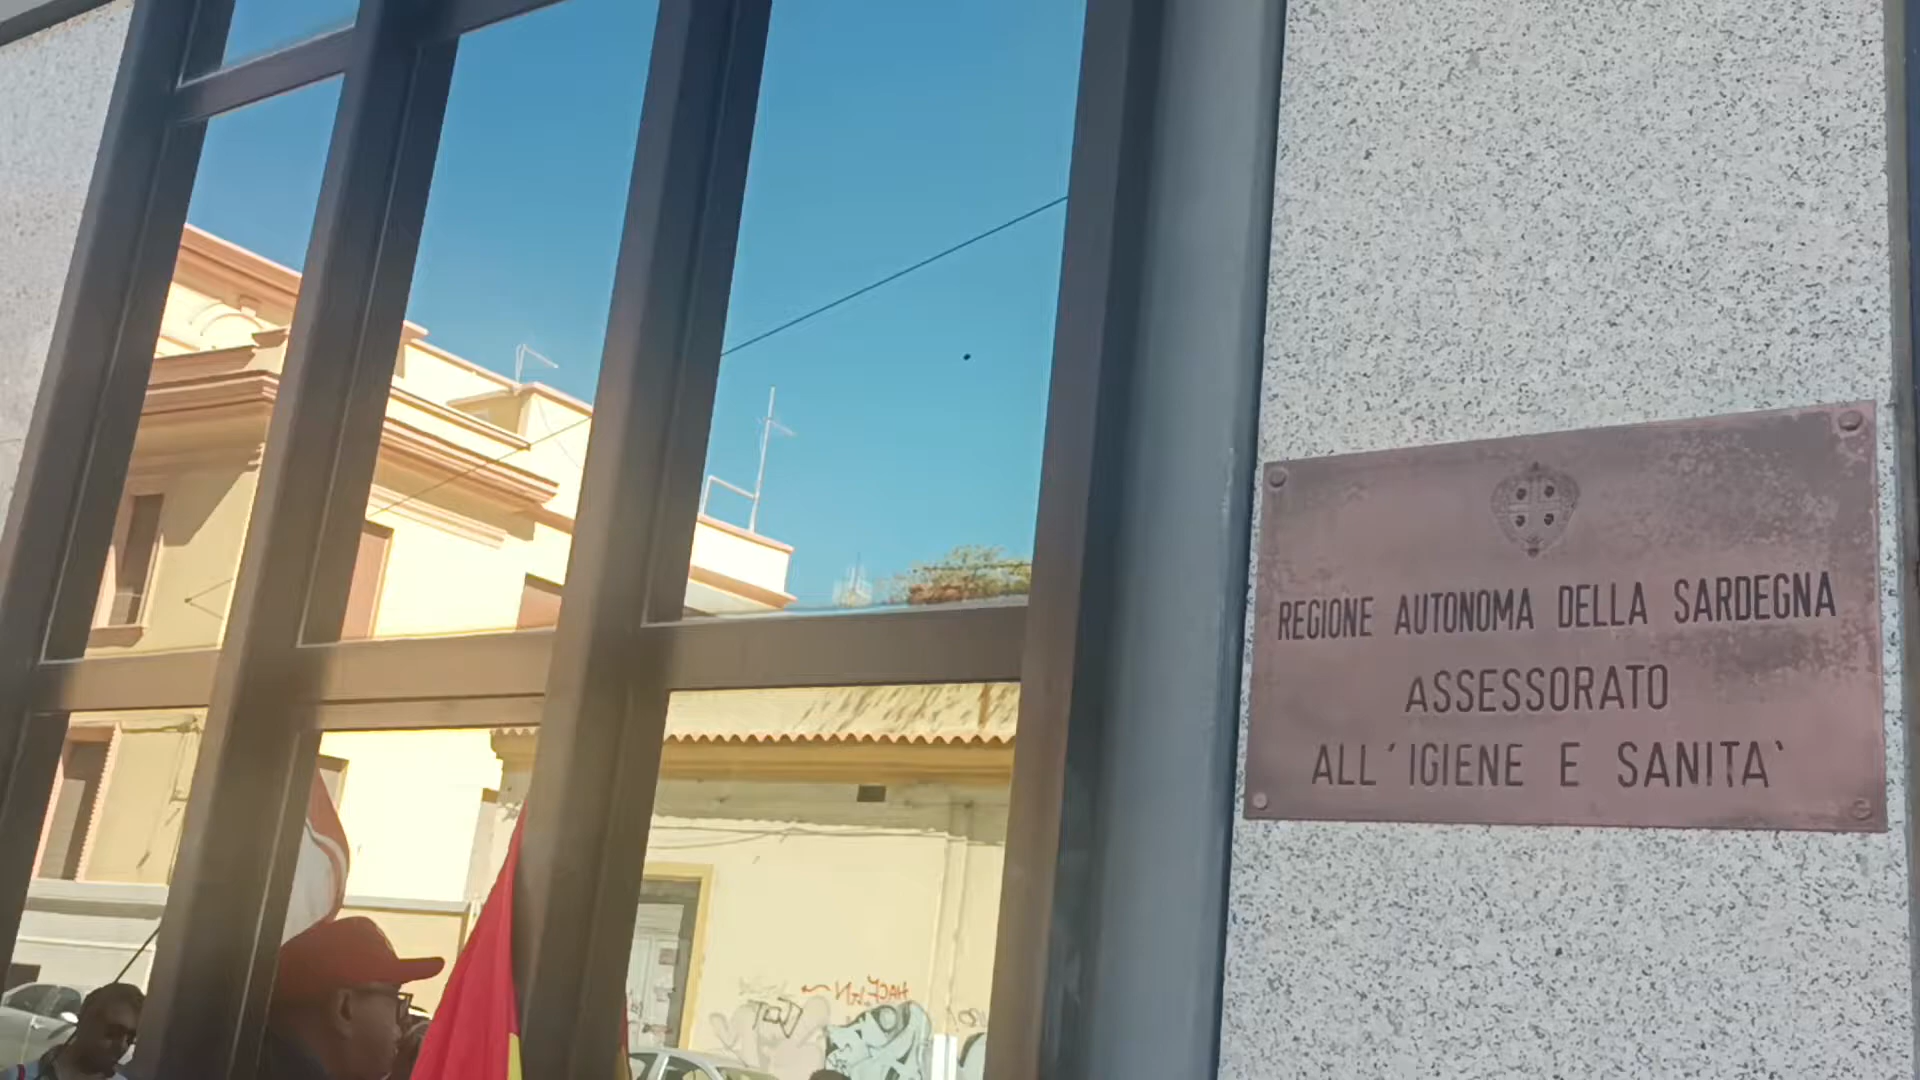 REGIONE AUTONOMA DELLA SARDEGNA
ASSESSORATO
ALL'IGIENE E SANITA`